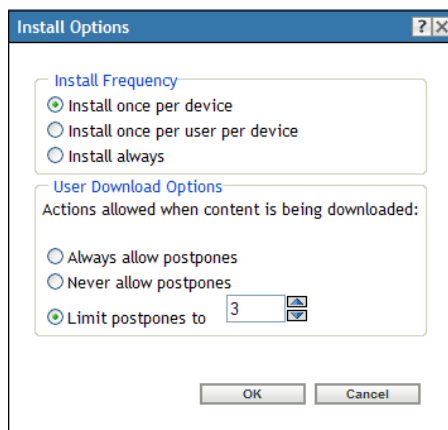 Install Options ? X
Install Frequency
Install once per device
Install once per user per device
Install always
User Download Options
Actions allowed when content is being downloaded:
Always allow postpones
Never allow postpones
Limit postpones to 3
OK Cancel